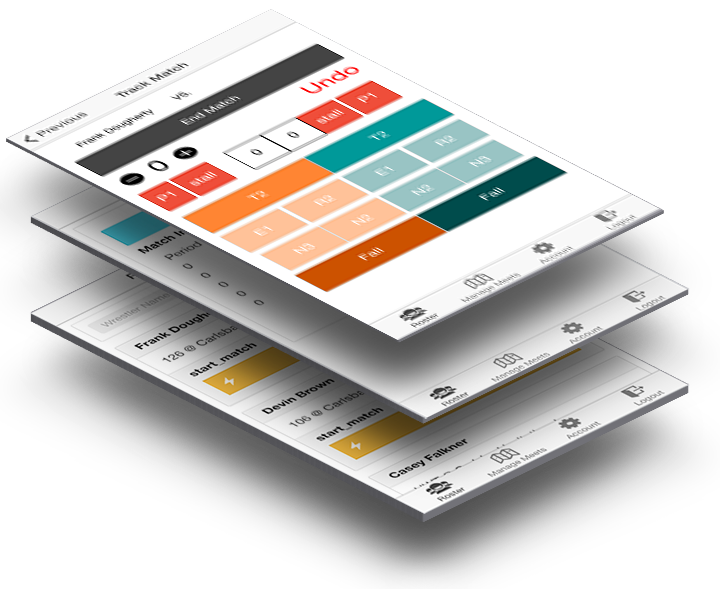 Previous
Track Match
Frank Dougherty
vs.
End Match
Undo
0
P1
stall
0
0
stall
P1
T2
T2
E1
R2
E1
R2
N3
N2
N2
N3
Fall
Fall
Roster
Manage Meets
Account
Logout
Match In
Period
0
0
0
0
0
0
Roster
Manage Meets
Account
Logout
Wrestler Name
Frank Dough
126 @ Carlsba
start_match
Devin Brown
106 @ Carlsba
start_match
Casey Falkner
Roster
Manage Meets
Account
Logout